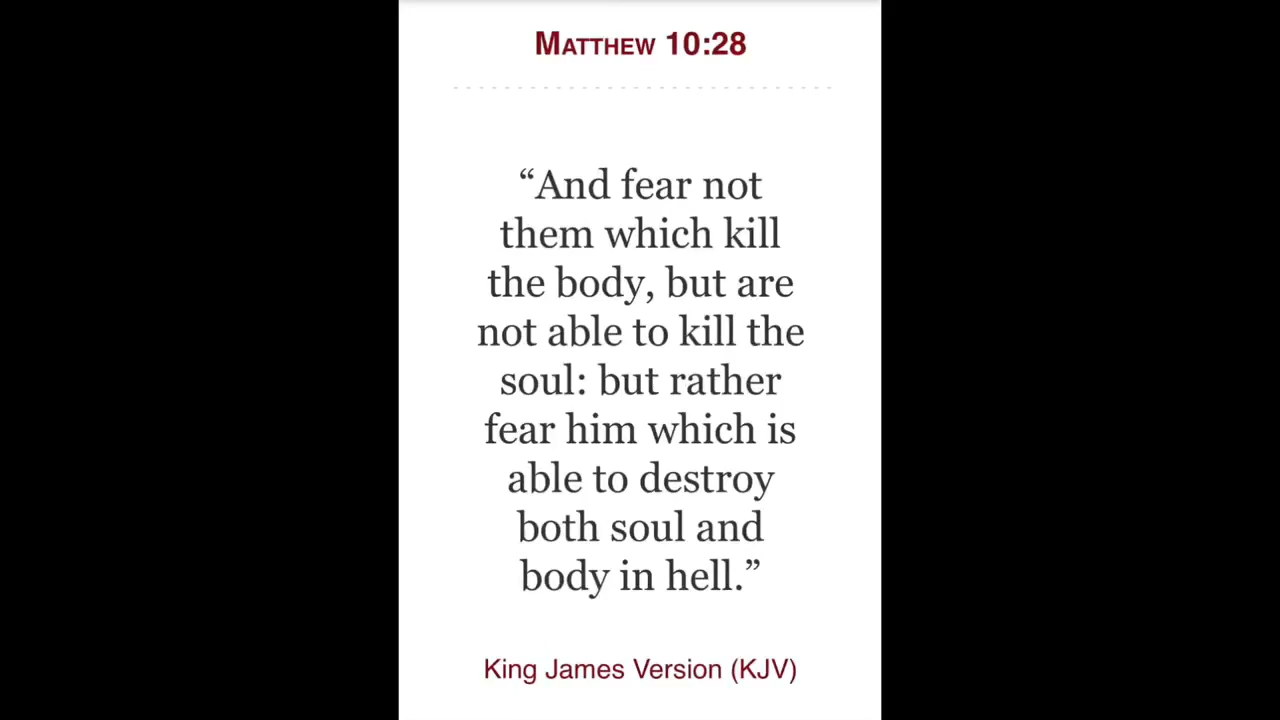 MATTHEW 10:28
“And fear not
them which kill
the body, but are
not able to kill the
soul: but rather
fear him which is
able to destroy
both soul and
body in hell.”
King James Version (KJV)